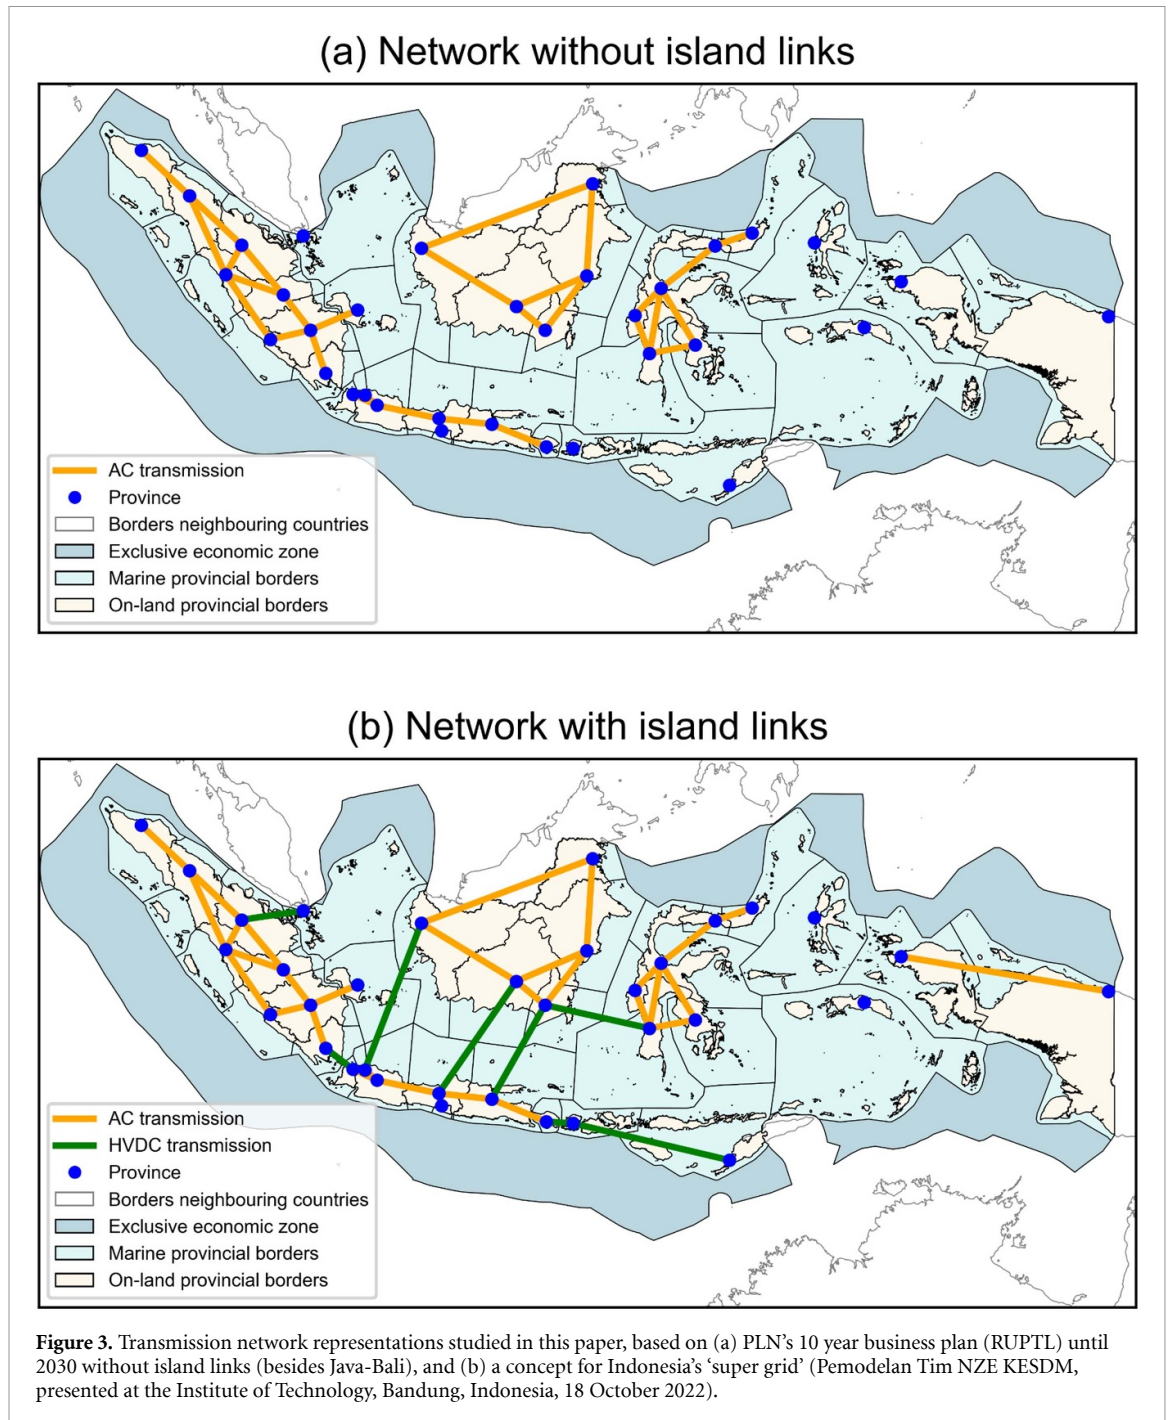 (a) Network without island links
AC transmission
Province
Borders neighbouring countries
Exclusive economic zone
Marine provincial borders
On-land provincial borders
(b) Network with island links
AC transmission
HVDC transmission
Province
Borders neighbouring countries
Exclusive economic zone
Marine provincial borders
On-land provincial borders
Figure 3. Transmission network representations studied in this paper, based on (a) PLN’s 10 year business plan (RUPTL) until
2030 without island links (besides Java-Bali), and (b) a concept for Indonesia’s ‘super grid’ (Pemodelan Tim NZE KESDM,
presented at the Institute of Technology, Bandung, Indonesia, 18 October 2022).